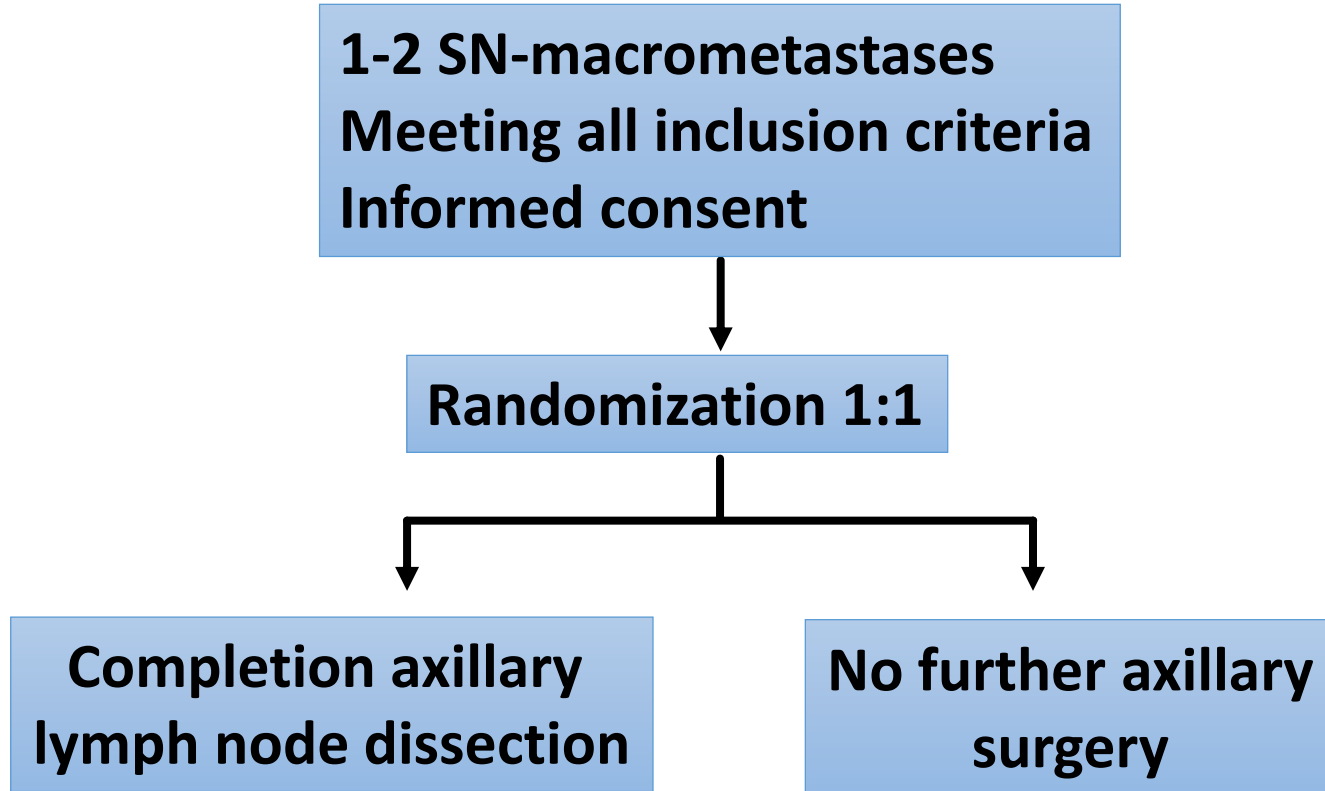 1-2 SN-macrometastases
Meeting all inclusion criteria
Informed consent
Randomization 1:1
Completion axillary
lymph node dissection
No further axillary
surgery